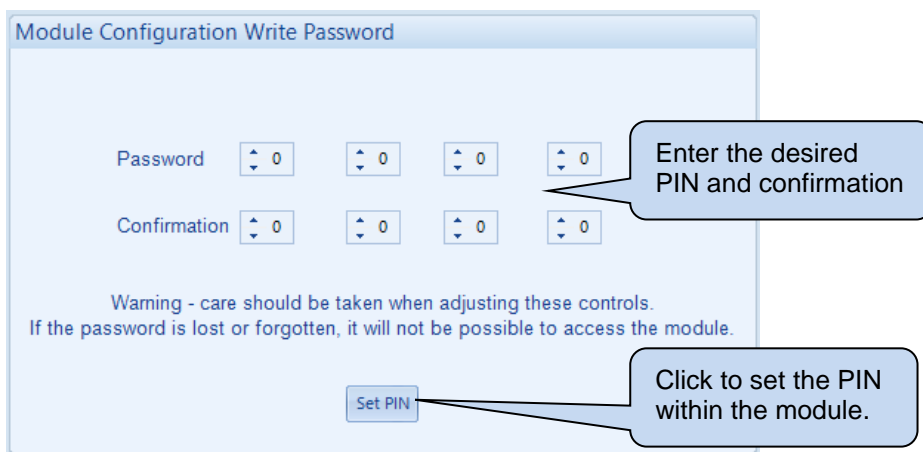 Module Configuration Write Password
Password 0 0 0 0
Enter the desired
PIN and confirmation
Confirmation 0 0 0 0
Warning - care should be taken when adjusting these controls.
If the password is lost or forgotten, it will not be possible to access the module.
Set PIN
Click to set the PIN
within the module.